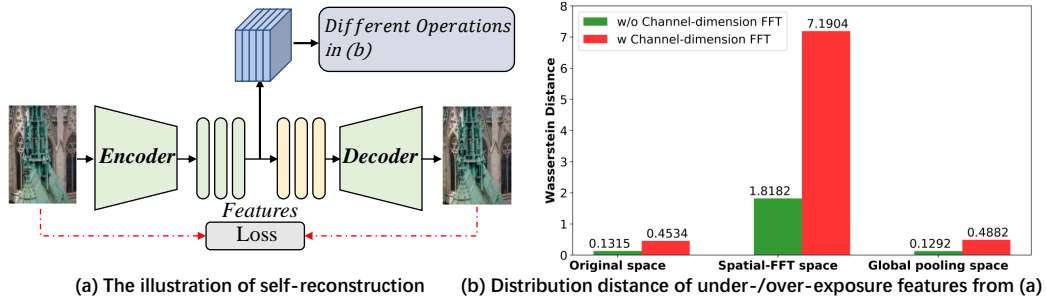 Different Operations
in (b)
Encoder
Decoder
Features
Loss
(a) The illustration of self-reconstruction
Wasserstein Distance
8
7
6
5
4
3
2
1
0
w/o Channel-dimension FFT
w Channel-dimension FFT
0.1315
0.4534
1.8182
7.1904
0.1292
0.4882
Original space
Spatial-FFT space
Global pooling space
(b) Distribution distance of under-/over-exposure features from (a)